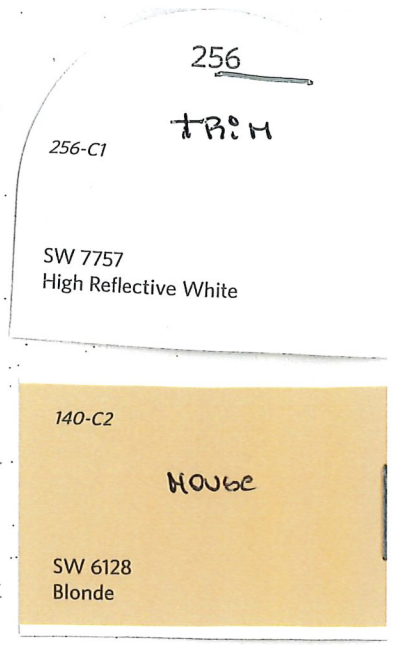 256
tRiM
256-C1
SW 7757
High Reflective White
140-C2
House
SW 6128
Blonde